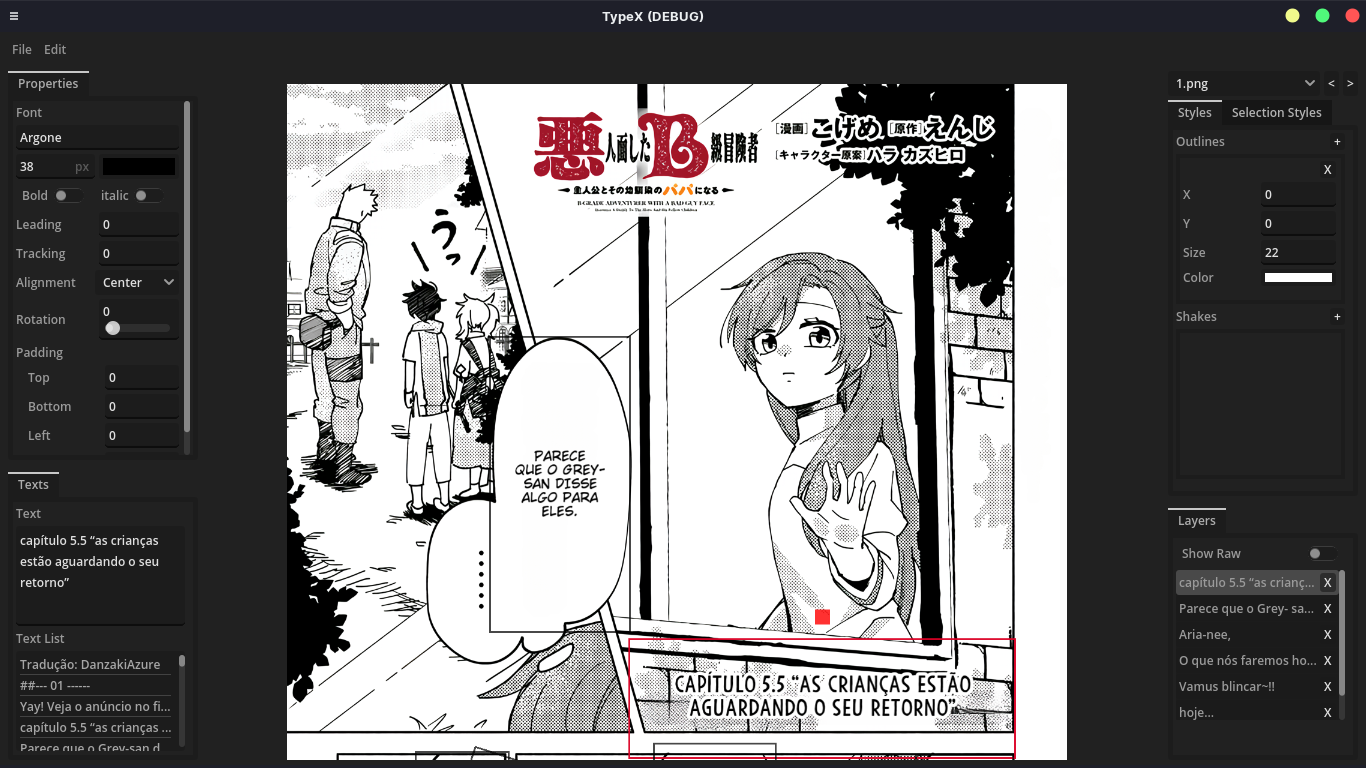 TypeX (DEBUG)
File Edit
Properties
Font
Argone
38 px
Bold italic
Leading 0
Tracking 0
Alignment Center
Rotation 0
Padding
Top 0
Bottom 0
Left 0
Texts
Text
capítulo 5.5 “as crianças
estão aguardando o seu
retorno”
Text List
Tradução: DanzakiAzure
##--- 01 ------
Yay! Veja o anúncio no fi...
capítulo 5.5 “as crianças ...
Parece que o Grey-san d
悪人面したB級冒険者
主人公とその幼馴染のパパになる
B-GRADE ADVENTURER WITH A BAD GUY FACE
[漫画]こげめ [原作]えんじ
[キャラクター原案]ハラ カズヒロ
うっ
PARECE
QUE O GREY-
SAN DISSE
ALGO PARA
ELES.
CAPÍTULO 5.5 “AS CRIANÇAS ESTÃO
AGUARDANDO O SEU RETORNO”
1.png < >
Styles Selection Styles
Outlines +
X
X 0
Y 0
Size 22
Color
Shakes +
Layers
Show Raw
capítulo 5.5 “as crianç... X
Parece que o Grey- sa... X
Aria-nee, X
O que nós faremos ho... X
Vamus blincar~!! X
hoje... X